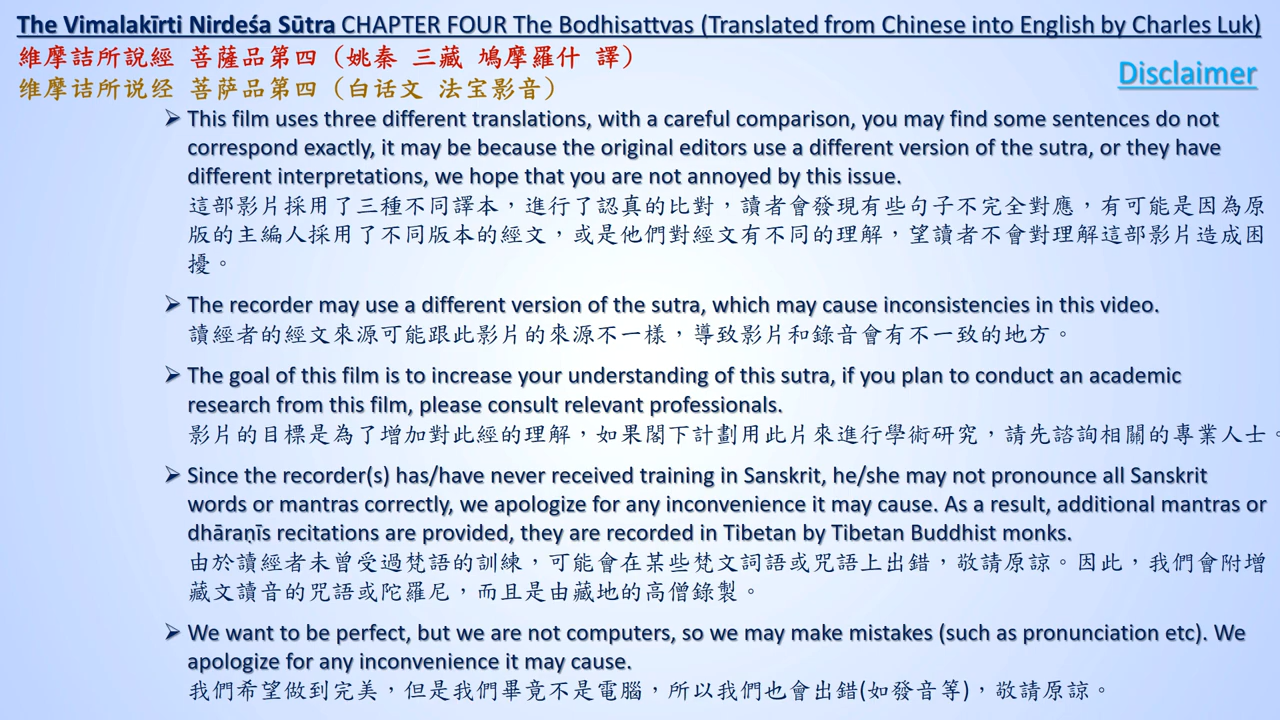 The Vimalakīrti Nirdeśa Sūtra CHAPTER FOUR The Bodhisattvas (Translated from Chinese into English by Charles Luk)
維摩詰所說經 菩薩品第四 (姚秦 三藏 鳩摩羅什 譯)
维摩诘所说经 菩萨品第四 (白话文 法宝影音)
Disclaimer
➢ This film uses three different translations, with a careful comparison, you may find some sentences do not
correspond exactly, it may be because the original editors use a different version of the sutra, or they have
different interpretations, we hope that you are not annoyed by this issue.
這部影片採用了三種不同譯本，進行了認真的比對，讀者會發現有些句子不完全對應，有可能是因為原
版的主編人採用了不同版本的經文，或是他們對經文有不同的理解，望讀者不會對理解這部影片造成困
擾。
➢ The recorder may use a different version of the sutra, which may cause inconsistencies in this video.
讀經者的經文來源可能跟此影片的來源不一樣，導致影片和錄音會有不一致的地方。
➢ The goal of this film is to increase your understanding of this sutra, if you plan to conduct an academic
research from this film, please consult relevant professionals.
影片的目標是為了增加對此經的理解，如果閣下計劃用此片來進行學術研究，請先諮詢相關的專業人士。
➢ Since the recorder(s) has/have never received training in Sanskrit, he/she may not pronounce all Sanskrit
words or mantras correctly, we apologize for any inconvenience it may cause. As a result, additional mantras or
dhāraṇīs recitations are provided, they are recorded in Tibetan by Tibetan Buddhist monks.
由於讀經者未曾受過梵語的訓練，可能會在某些梵文詞語或咒語上出錯，敬請原諒。因此，我們會附增
藏文讀音的咒語或陀羅尼，而且是由藏地的高僧錄製。
➢ We want to be perfect, but we are not computers, so we may make mistakes (such as pronunciation etc). We
apologize for any inconvenience it may cause.
我們希望做到完美，但是我們畢竟不是電腦，所以我們也會出錯(如發音等)，敬請原諒。